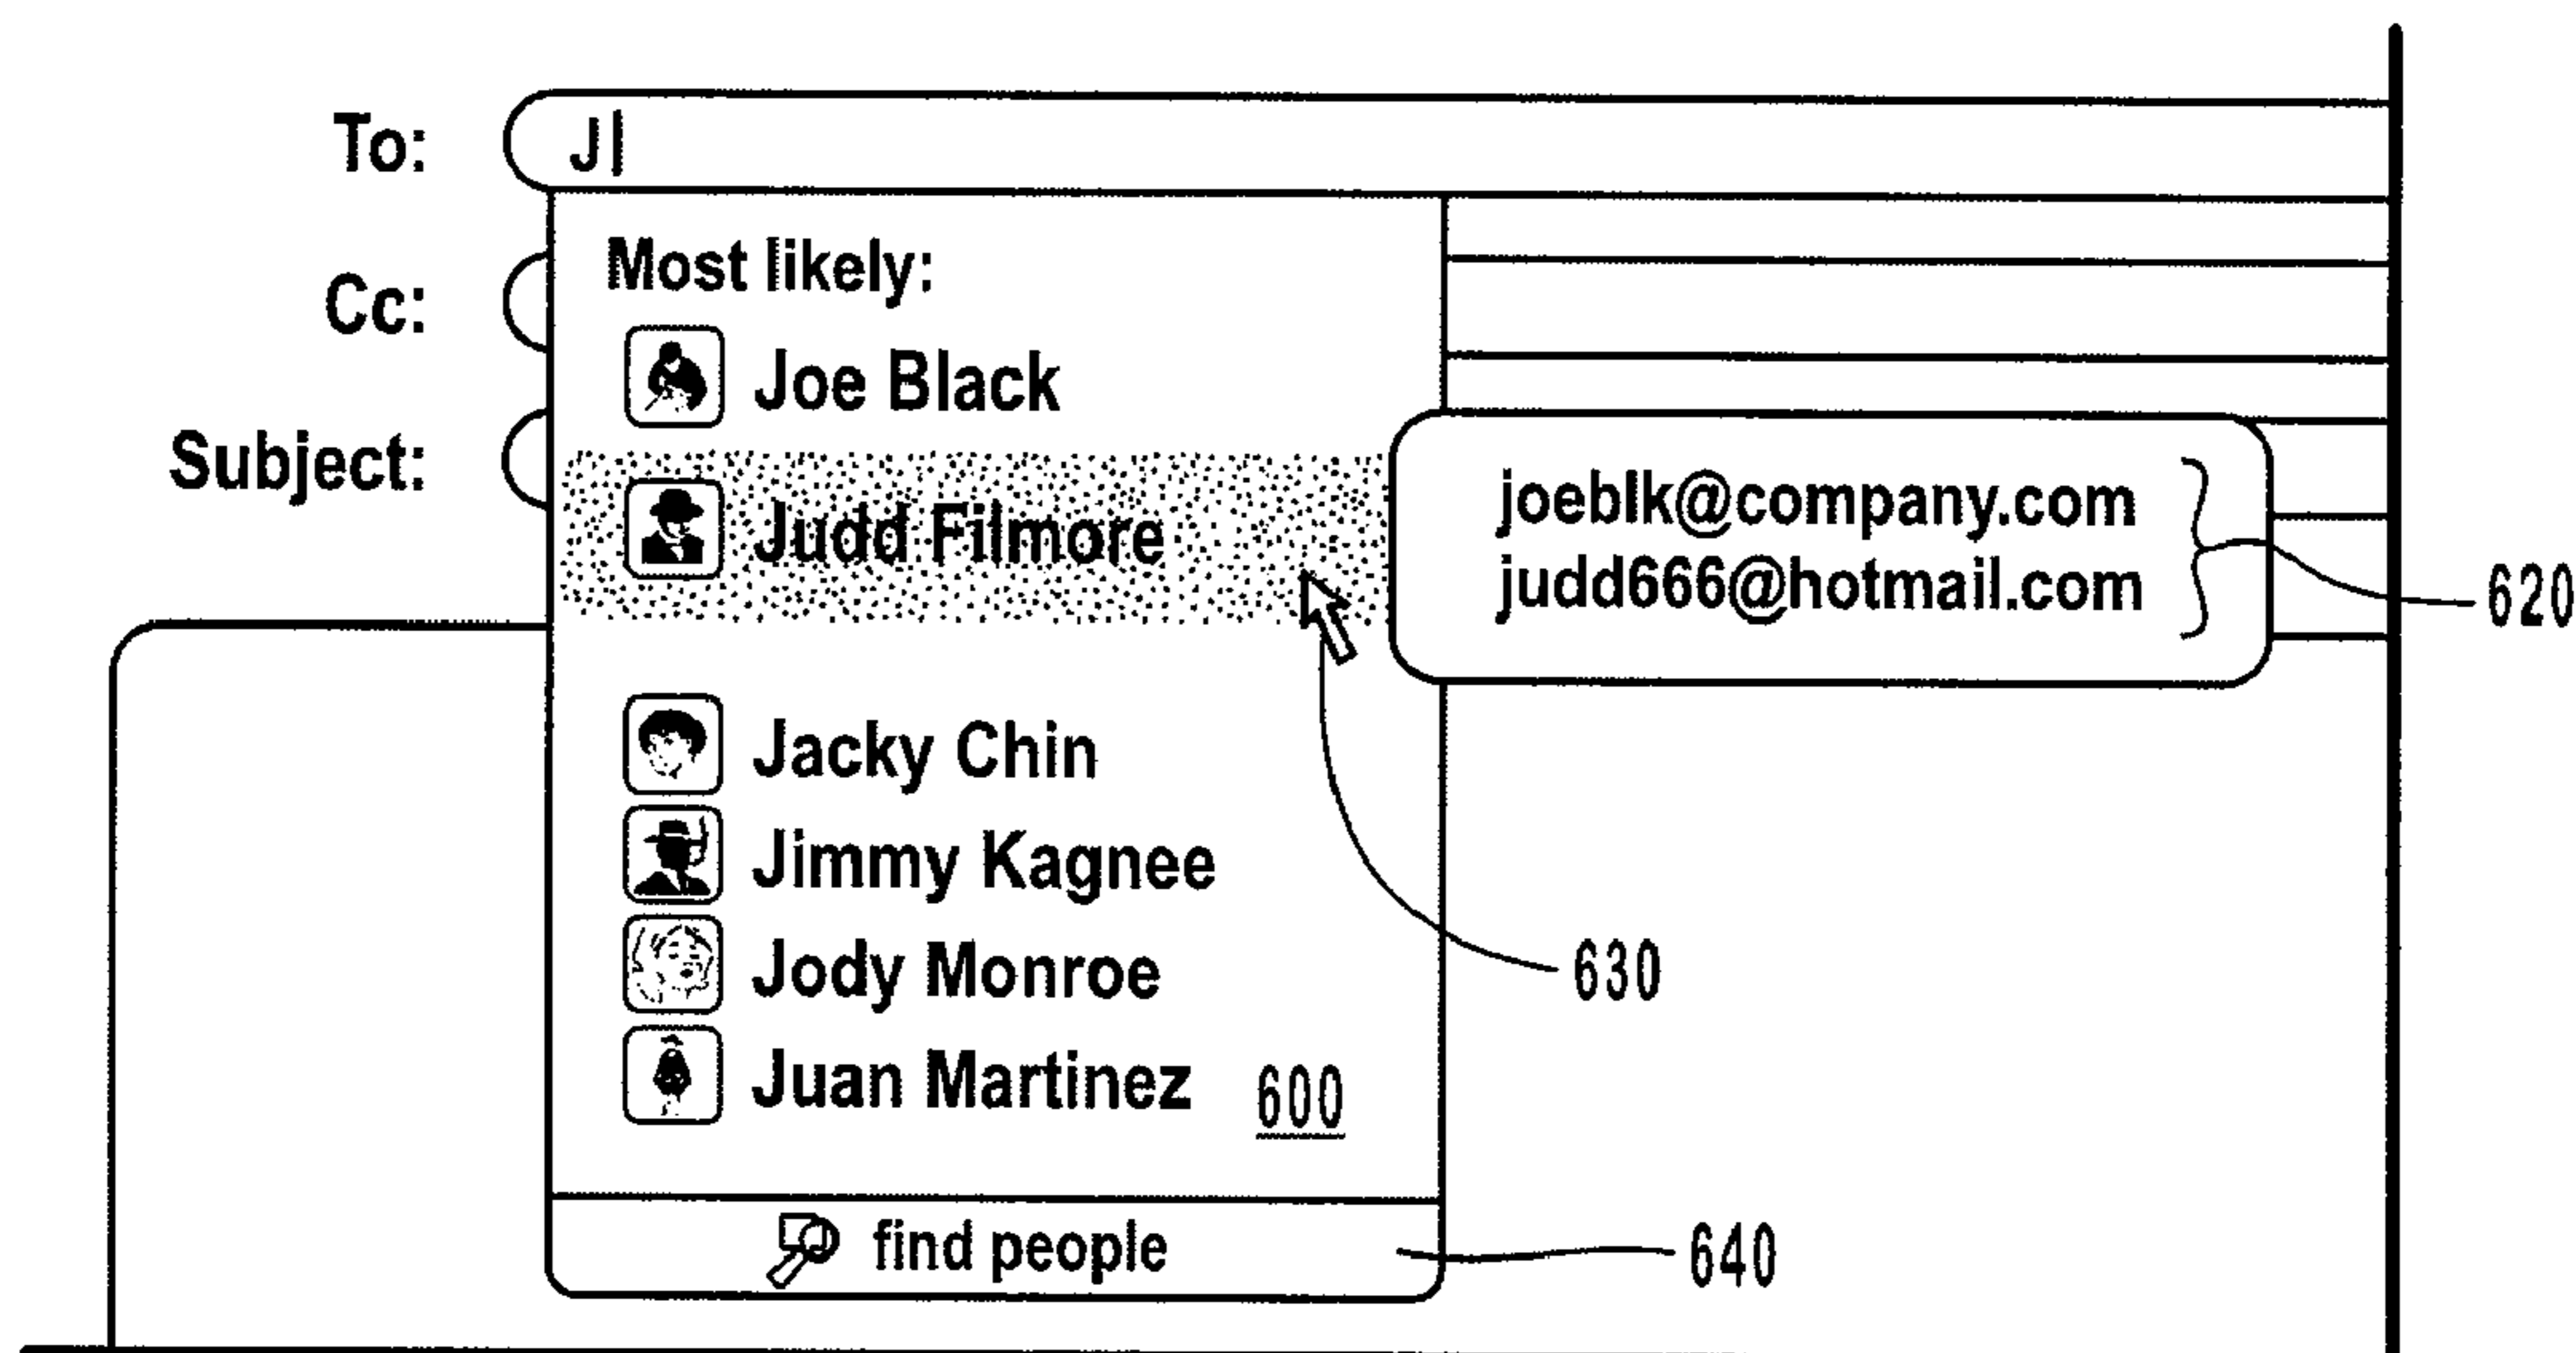 To: J
Most likely:
Cc:
Joe Black
Subject:
Judd Filmore
joeblk@company.com
judd666@hotmail.com
620
Jacky Chin
Jimmy Kagnee
Jody Monroe
630
Juan Martinez 600
find people
640